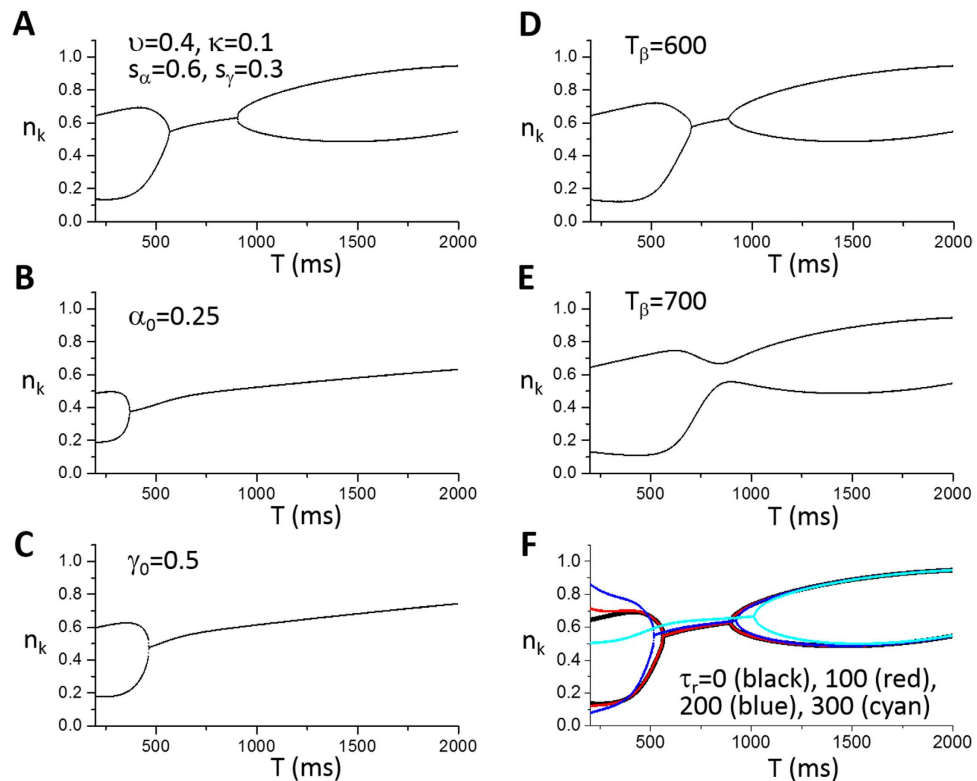 A
υ=0.4, κ=0.1
sα=0.6, sγ=0.3
nk
1.0
0.8
0.6
0.4
0.2
0.0
500 1000 1500 2000
T (ms)
B
α0=0.25
nk
1.0
0.8
0.6
0.4
0.2
0.0
500 1000 1500 2000
T (ms)
C
γ0=0.5
nk
1.0
0.8
0.6
0.4
0.2
0.0
500 1000 1500 2000
T (ms)
D
Tβ=600
nk
1.0
0.8
0.6
0.4
0.2
0.0
500 1000 1500 2000
T (ms)
E
Tβ=700
nk
1.0
0.8
0.6
0.4
0.2
0.0
500 1000 1500 2000
T (ms)
F
nk
1.0
0.8
0.6
0.4
0.2
0.0
τr=0 (black), 100 (red),
200 (blue), 300 (cyan)
500 1000 1500 2000
T (ms)